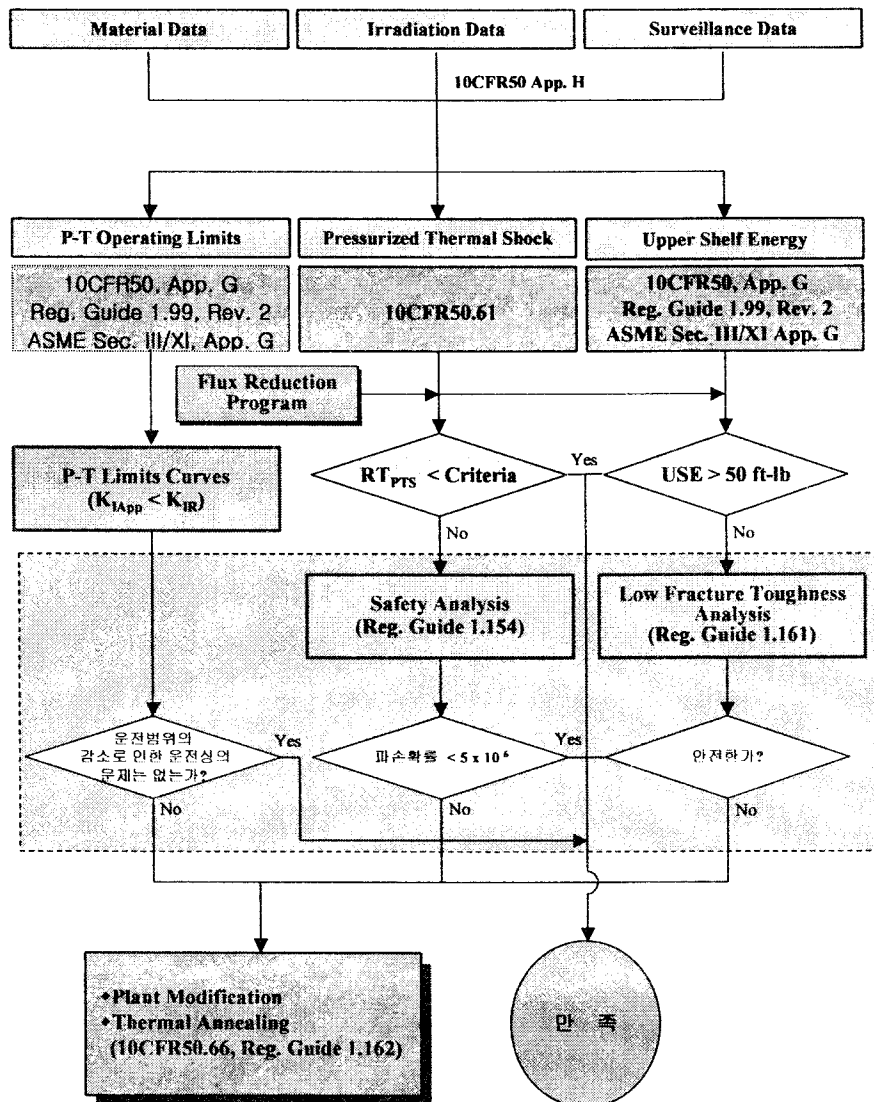 Material Data
Irradiation Data
Surveillance Data
10CFR50 App. H
P-T Operating Limits
Pressurized Thermal Shock
Upper Shelf Energy
10CFR50, App. G
Reg. Guide 1.99, Rev. 2
ASME Sec. III/XI, App. G
10CFR50.61
10CFR50, App. G
Reg. Guide 1.99, Rev. 2
ASME Sec. III/XI App. G
Flux Reduction
Program
P-T Limits Curves
(K_IApp < K_IR)
RT_PTS < Criteria
Yes
USE > 50 ft-lb
No
No
Safety Analysis
(Reg. Guide 1.154)
Low Fracture Toughness
Analysis
(Reg. Guide 1.161)
운전범위의
감소로 인한 운전상의
문제는 없는가?
Yes
파손확률 < 5 x 10⁶
Yes
안전한가?
No
No
No
•Plant Modification
•Thermal Annealing
(10CFR50.66, Reg. Guide 1.162)
만 족